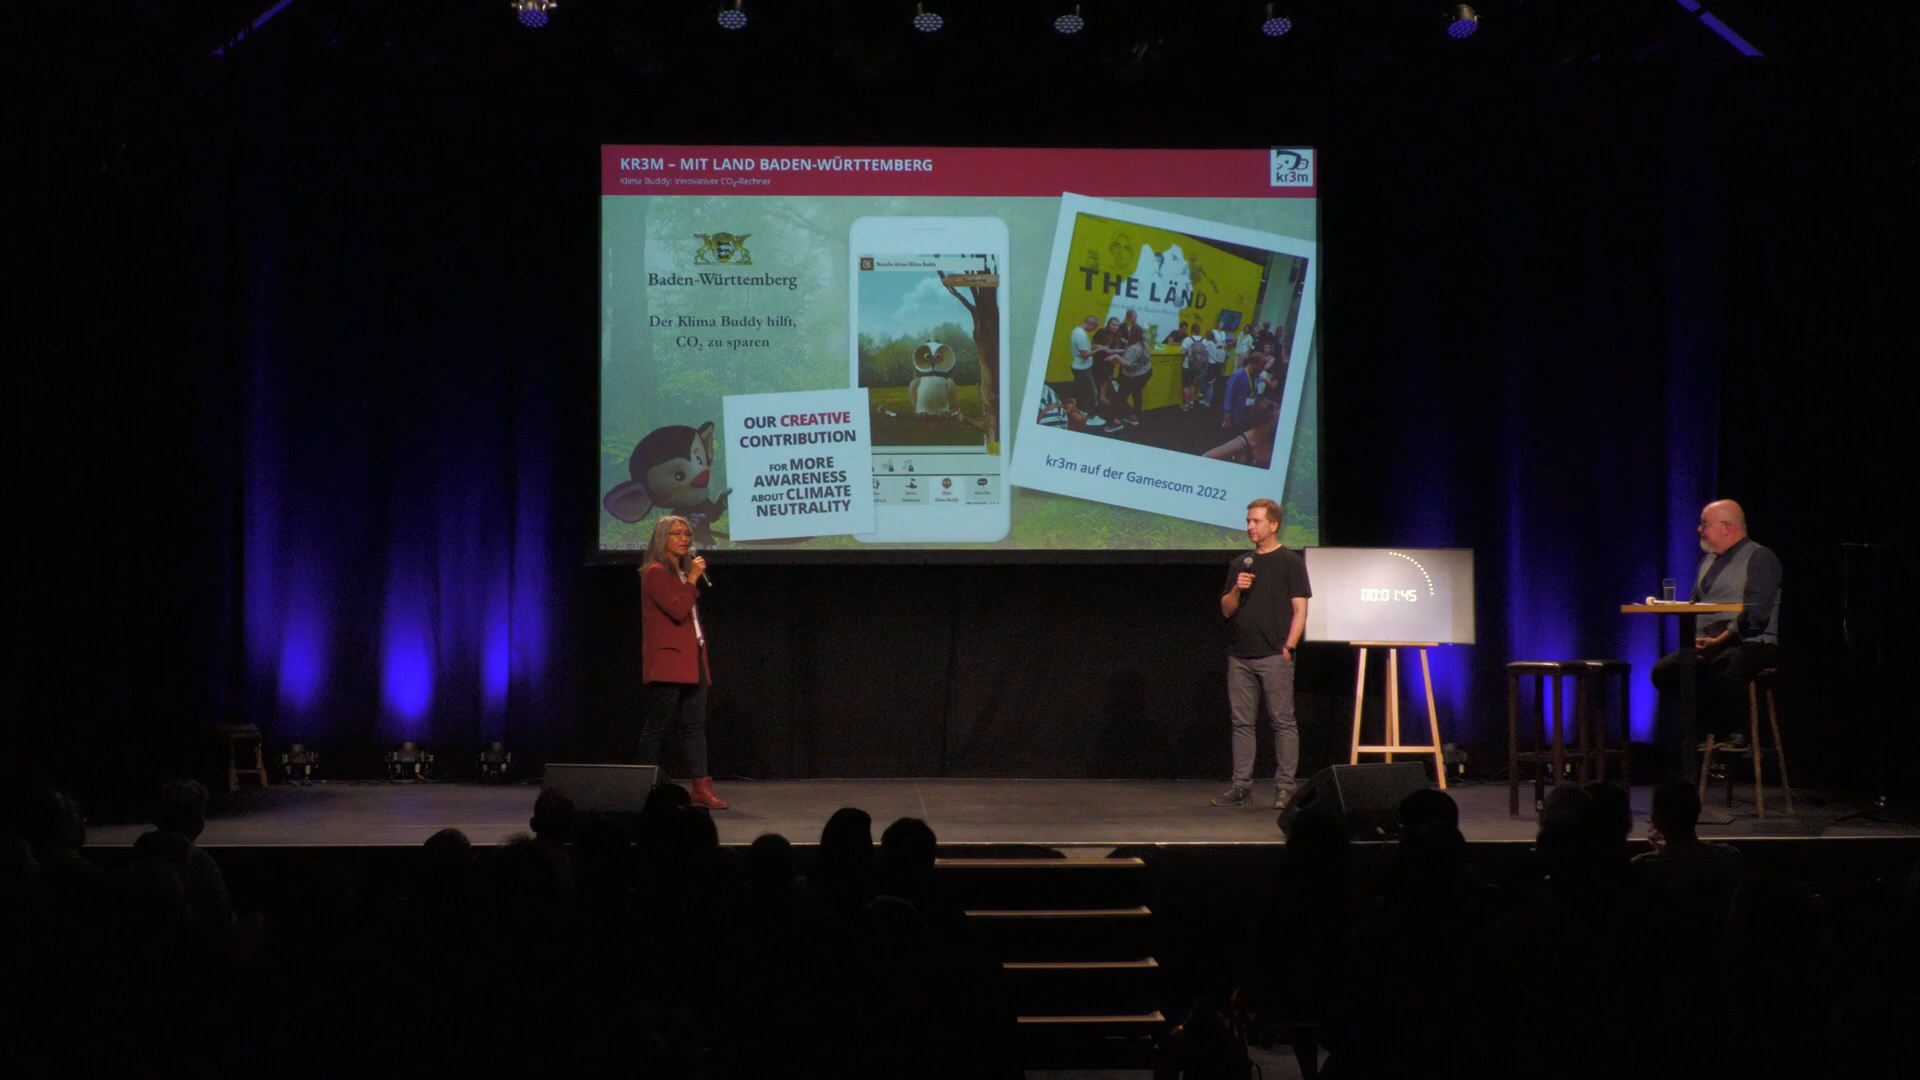 KR3M – MIT LAND BADEN-WÜRTTEMBERG
Klima Buddy: Innovativer CO₂-Rechner
kr3m
Baden-Württemberg
Der Klima Buddy hilft,
CO₂ zu sparen
OUR CREATIVE
CONTRIBUTION
FOR MORE
AWARENESS
ABOUT CLIMATE
NEUTRALITY
THE LÄND
kr3m auf der Gamescom 2022
00:01:45